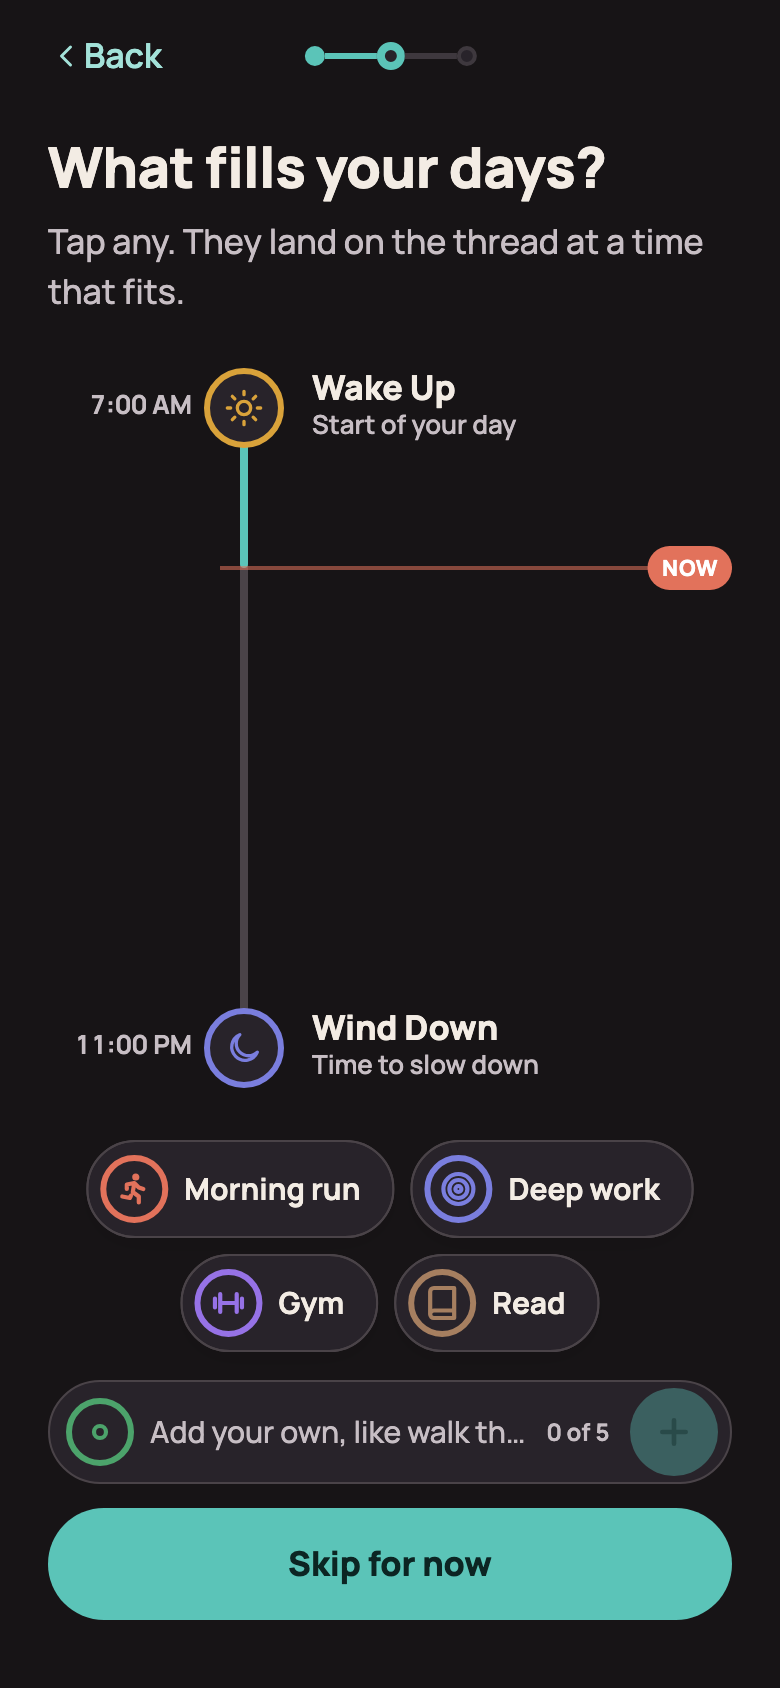 Back
What fills your days?
Tap any. They land on the thread at a time
that fits.
7:00 AM
Wake Up
Start of your day
NOW
11:00 PM
Wind Down
Time to slow down
Morning run
Deep work
Gym
Read
Add your own, like walk th...
0 of 5
Skip for now